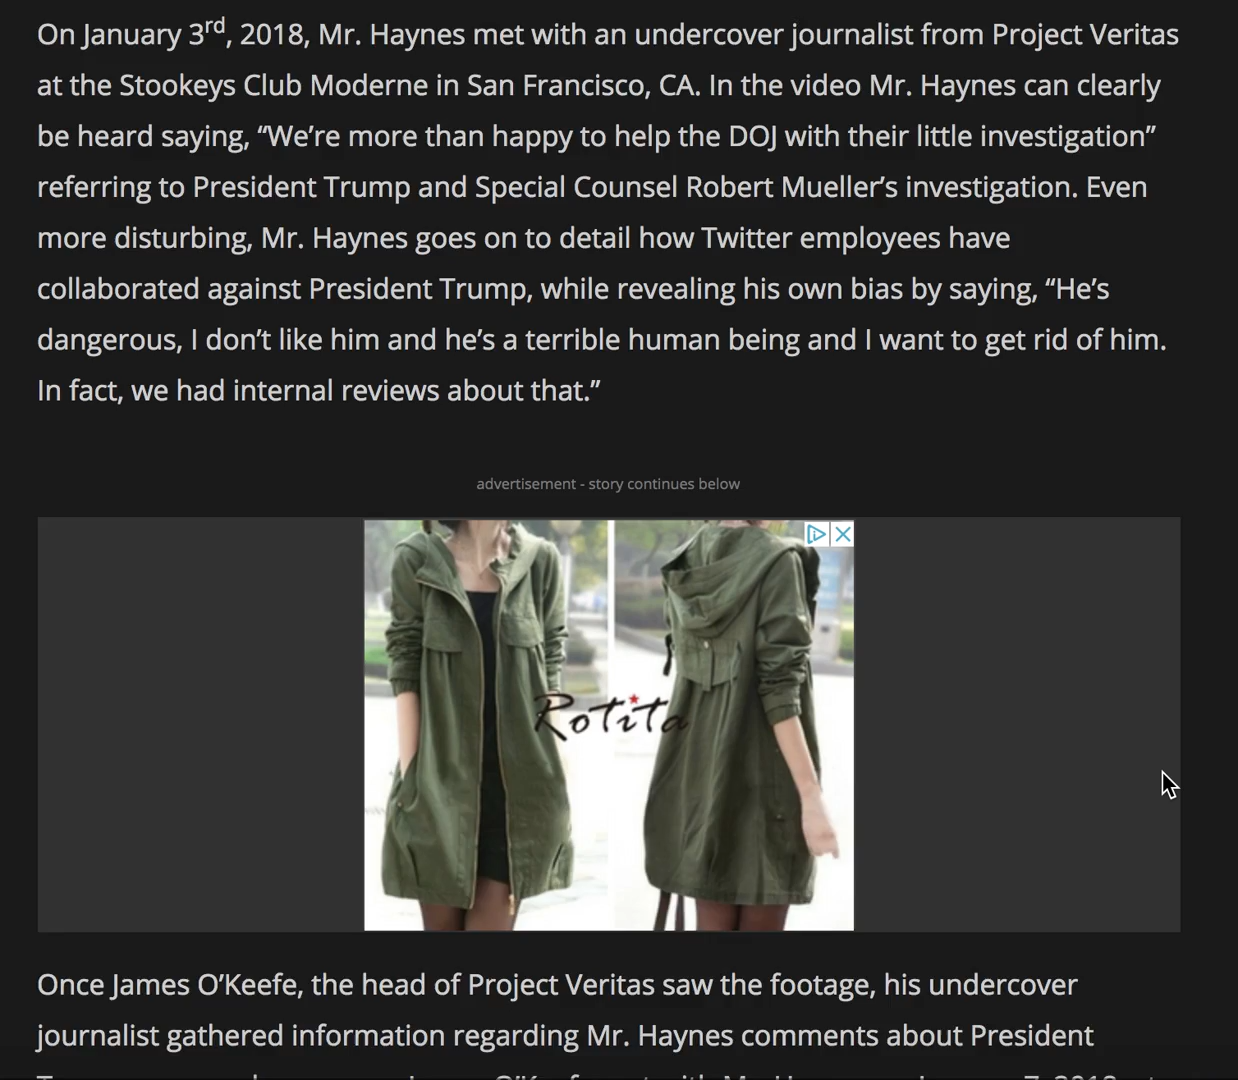 On January 3rd, 2018, Mr. Haynes met with an undercover journalist from Project Veritas
at the Stookeys Club Moderne in San Francisco, CA. In the video Mr. Haynes can clearly
be heard saying, “We’re more than happy to help the DOJ with their little investigation”
referring to President Trump and Special Counsel Robert Mueller’s investigation. Even
more disturbing, Mr. Haynes goes on to detail how Twitter employees have
collaborated against President Trump, while revealing his own bias by saying, “He’s
dangerous, I don’t like him and he’s a terrible human being and I want to get rid of him.
In fact, we had internal reviews about that.”
advertisement - story continues below
Rotita
Once James O’Keefe, the head of Project Veritas saw the footage, his undercover
journalist gathered information regarding Mr. Haynes comments about President